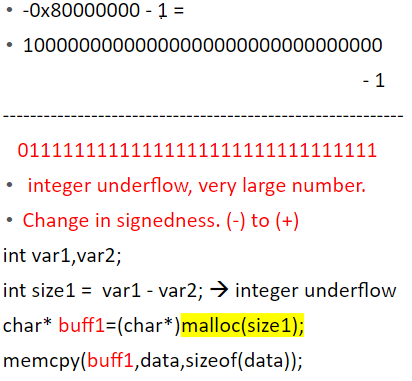 • -0x80000000 - 1 =
• 10000000000000000000000000000000
- 1
-----------------------------------------------------------
01111111111111111111111111111111
• integer underflow, very large number.
• Change in signedness. (-) to (+)
int var1,var2;
int size1 = var1 - var2; → integer underflow
char* buff1=(char*)malloc(size1);
memcpy(buff1,data,sizeof(data));